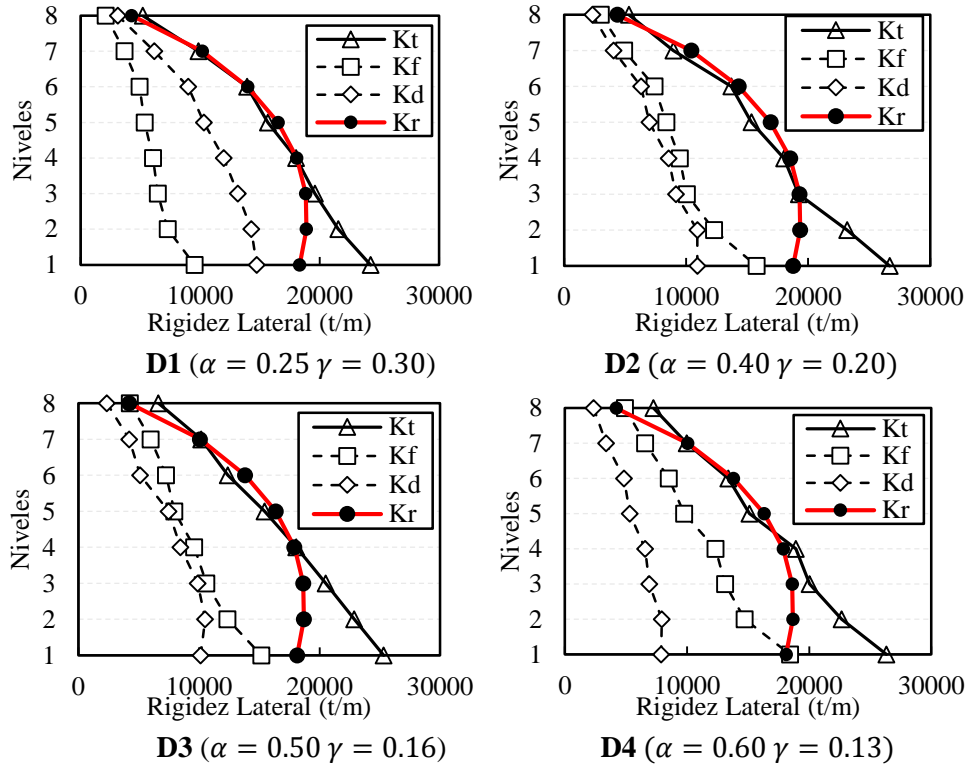 8
7
6
5
4
3
2
1
Niveles
Kt
Kf
Kd
Kr
0 10000 20000 30000
Rigidez Lateral (t/m)
D1 (α = 0.25 γ = 0.30)
8
7
6
5
4
3
2
1
Niveles
Kt
Kf
Kd
Kr
0 10000 20000 30000
Rigidez Lateral (t/m)
D2 (α = 0.40 γ = 0.20)
8
7
6
5
4
3
2
1
Niveles
Kt
Kf
Kd
Kr
0 10000 20000 30000
Rigidez Lateral (t/m)
D3 (α = 0.50 γ = 0.16)
8
7
6
5
4
3
2
1
Niveles
Kt
Kf
Kd
Kr
0 10000 20000 30000
Rigidez Lateral (t/m)
D4 (α = 0.60 γ = 0.13)